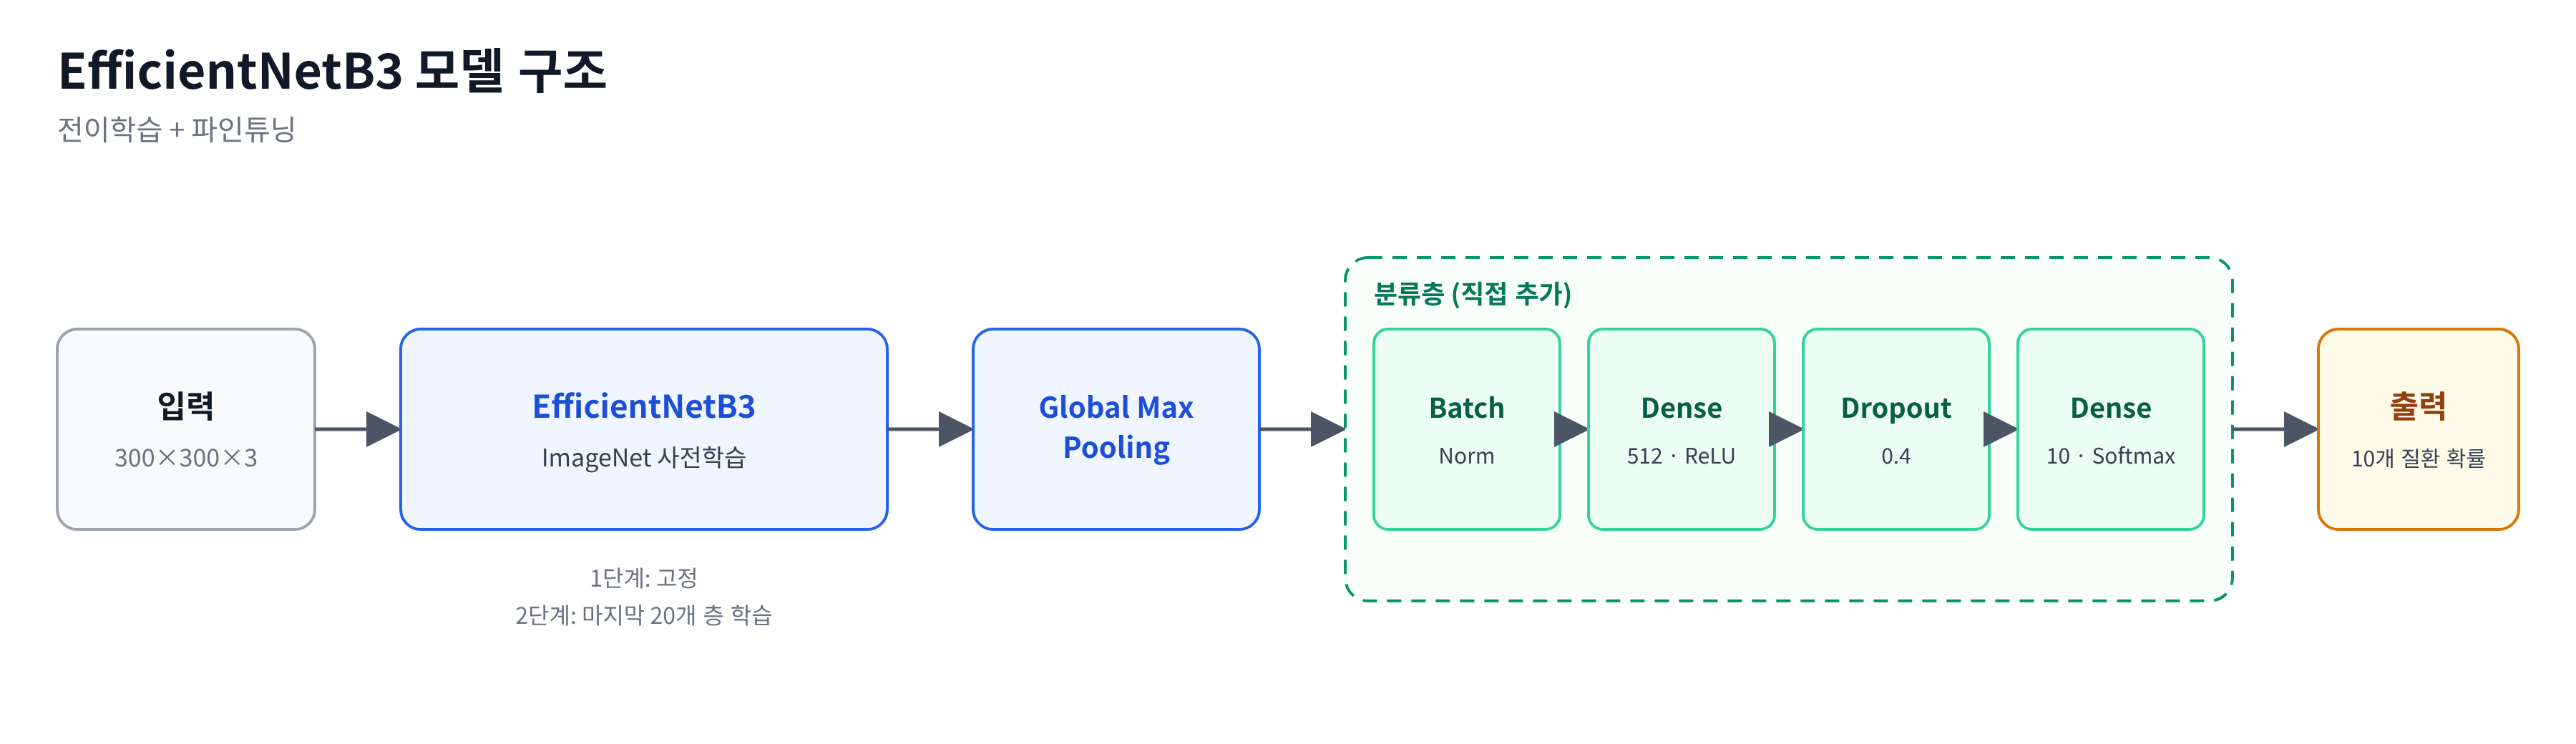 EfficientNetB3 모델 구조
전이학습 + 파인튜닝
입력
300×300×3
EfficientNetB3
ImageNet 사전학습
1단계: 고정
2단계: 마지막 20개 층 학습
Global Max
Pooling
분류층 (직접 추가)
Batch
Norm
Dense
512 · ReLU
Dropout
0.4
Dense
10 · Softmax
출력
10개 질환 확률